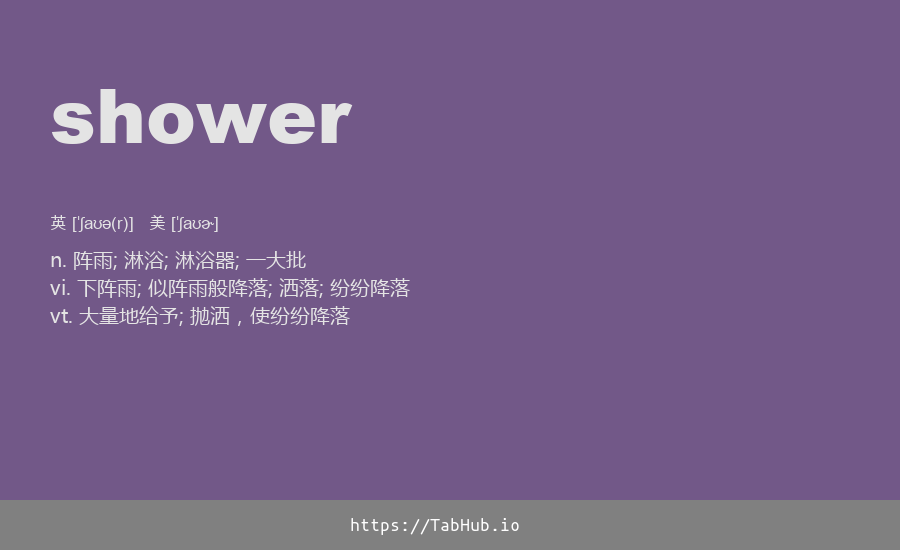 shower
英 [ˈʃaʊə(r)] 美 [ˈʃaʊɚ]
n. 阵雨; 淋浴; 淋浴器; 一大批
vi. 下阵雨; 似阵雨般降落; 洒落; 纷纷降落
vt. 大量地给予; 抛洒，使纷纷降落
https://TabHub.io